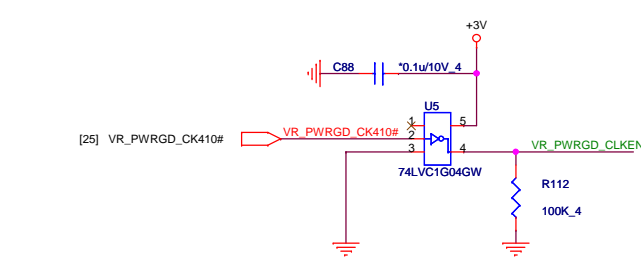 +3V
C88 *0.1u/10V_4
U5
1 5
[25] VR_PWRGD_CK410# VR_PWRGD_CK410# 2
3 4 VR_PWRGD_CLKEN
74LVC1G04GW
R112
100K_4